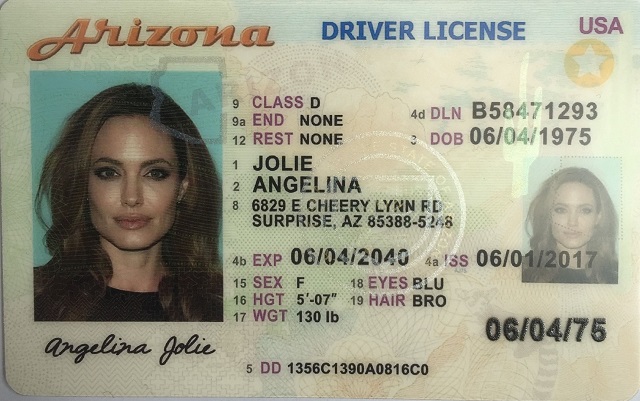 Arizona DRIVER LICENSE USA
9 CLASS D
9a END NONE 4d DLN B58471293
12 REST NONE 3 DOB 06/04/1975
1 JOLIE
2 ANGELINA
8 6829 E CHEERY LYNN RD
SURPRISE, AZ 85388-5248
4b EXP 06/04/2040 4a ISS 06/01/2017
15 SEX F 18 EYES BLU
16 HGT 5'-07" 19 HAIR BRO
17 WGT 130 lb
06/04/75
Angelina Jolie
5 DD 1356C1390A0816C0